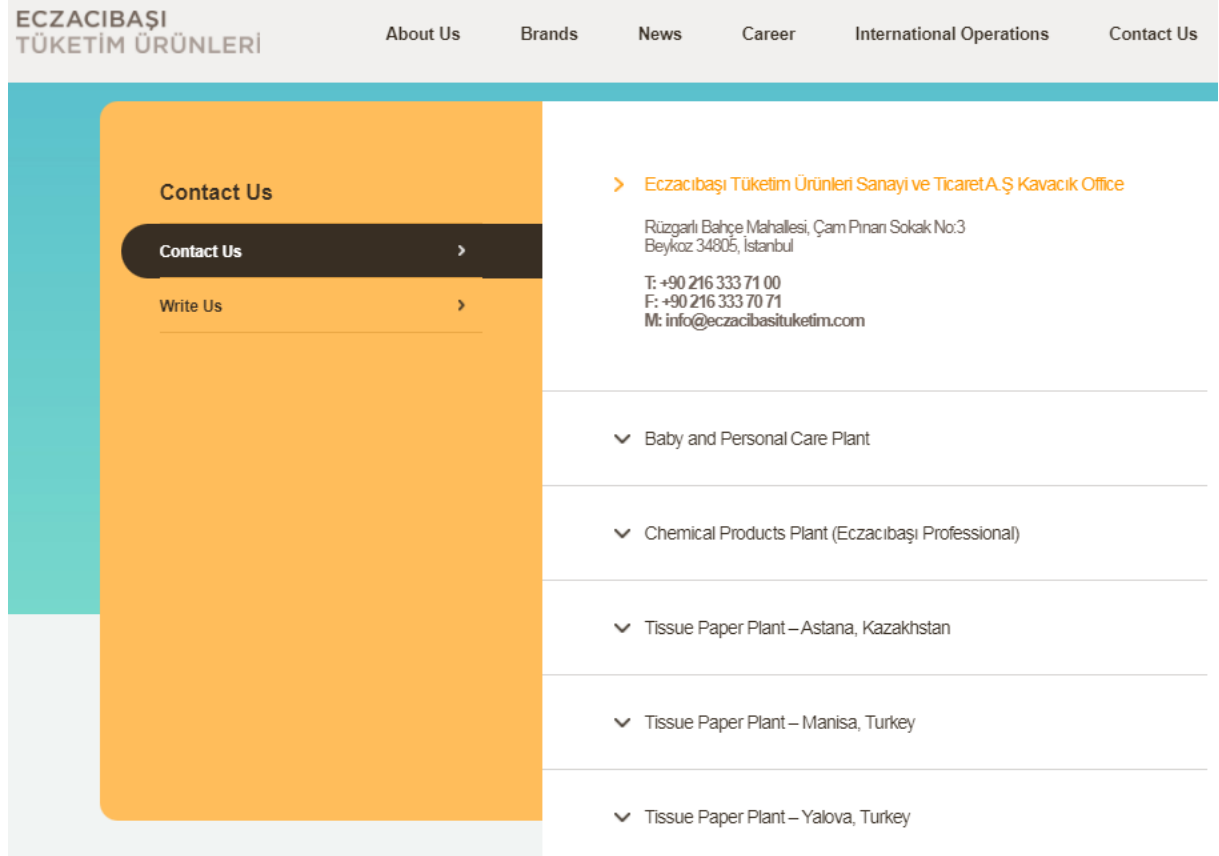 ECZACIBAŞI
TÜKETİM ÜRÜNLERİ
About Us
Brands
News
Career
International Operations
Contact Us
Contact Us
Contact Us
Write Us
Eczacıbaşı Tüketim Ürünleri Sanayi ve Ticaret A.Ş Kavacık Office
Rüzgarlı Bahçe Mahallesi, Çam Pınarı Sokak No:3
Beykoz 34805, İstanbul
T: +90 216 333 71 00
F: +90 216 333 70 71
M: info@eczacibasituketim.com
Baby and Personal Care Plant
Chemical Products Plant (Eczacıbaşı Professional)
Tissue Paper Plant – Astana, Kazakhstan
Tissue Paper Plant – Manisa, Turkey
Tissue Paper Plant – Yalova, Turkey